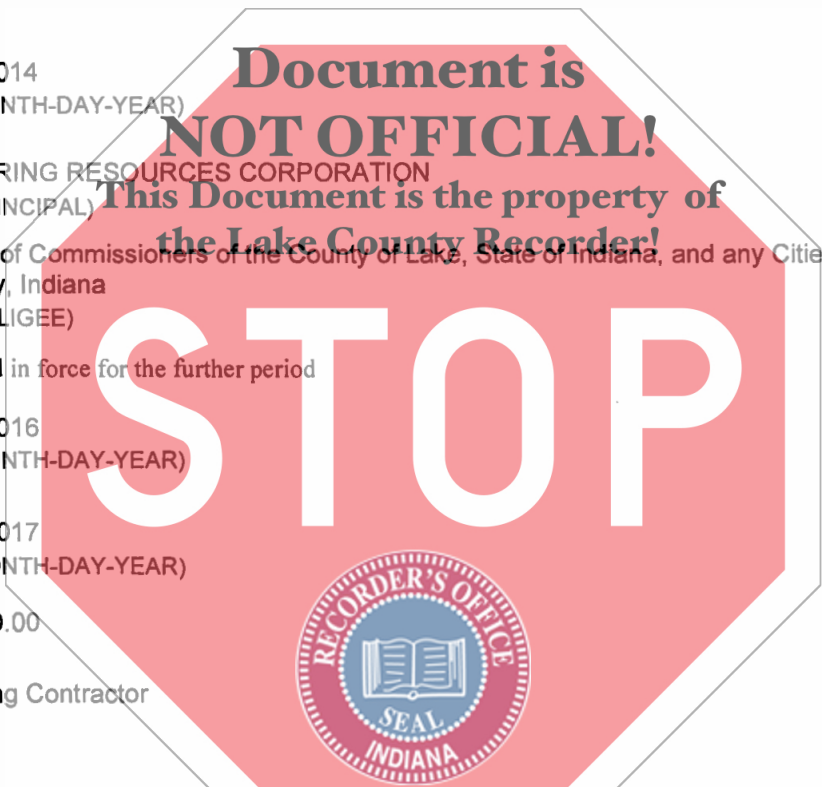 014
Document is
NTH-DAY-YEAR)
NOT OFFICIAL!
RING RESOURCES CORPORATION
NCIPAL)
This Document is the property of
the Lake County Recorder!
of Commissioners of the County of Lake, State of Indiana, and any Citie
, Indiana
LIGEE)
in force for the further period
STOP
016
NTH-DAY-YEAR)
017
NTH-DAY-YEAR)
.00
g Contractor
RECORDER'S OFFICE
SEAL
INDIANA